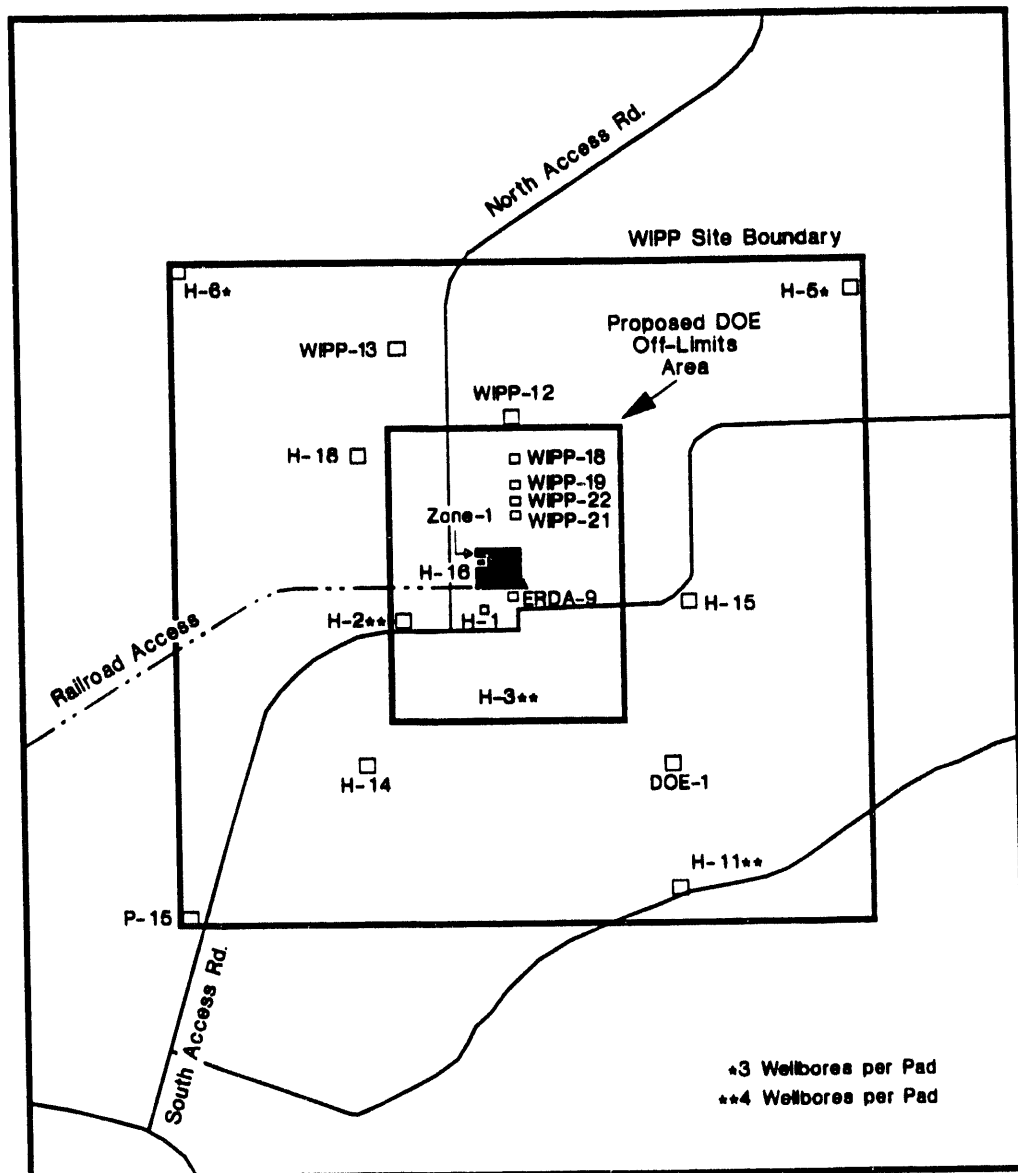 North Access Rd.
WIPP Site Boundary
H-6*
H-5*
Proposed DOE
Off-Limits
Area
WIPP-13
WIPP-12
H-18
WIPP-18
WIPP-19
WIPP-22
WIPP-21
Zone-1
H-16
ERDA-9
H-15
H-2**
H-1
Railroad Access
H-3**
H-14
DOE-1
H-11**
P-15
South Access Rd.
*3 Wellbores per Pad
**4 Wellbores per Pad